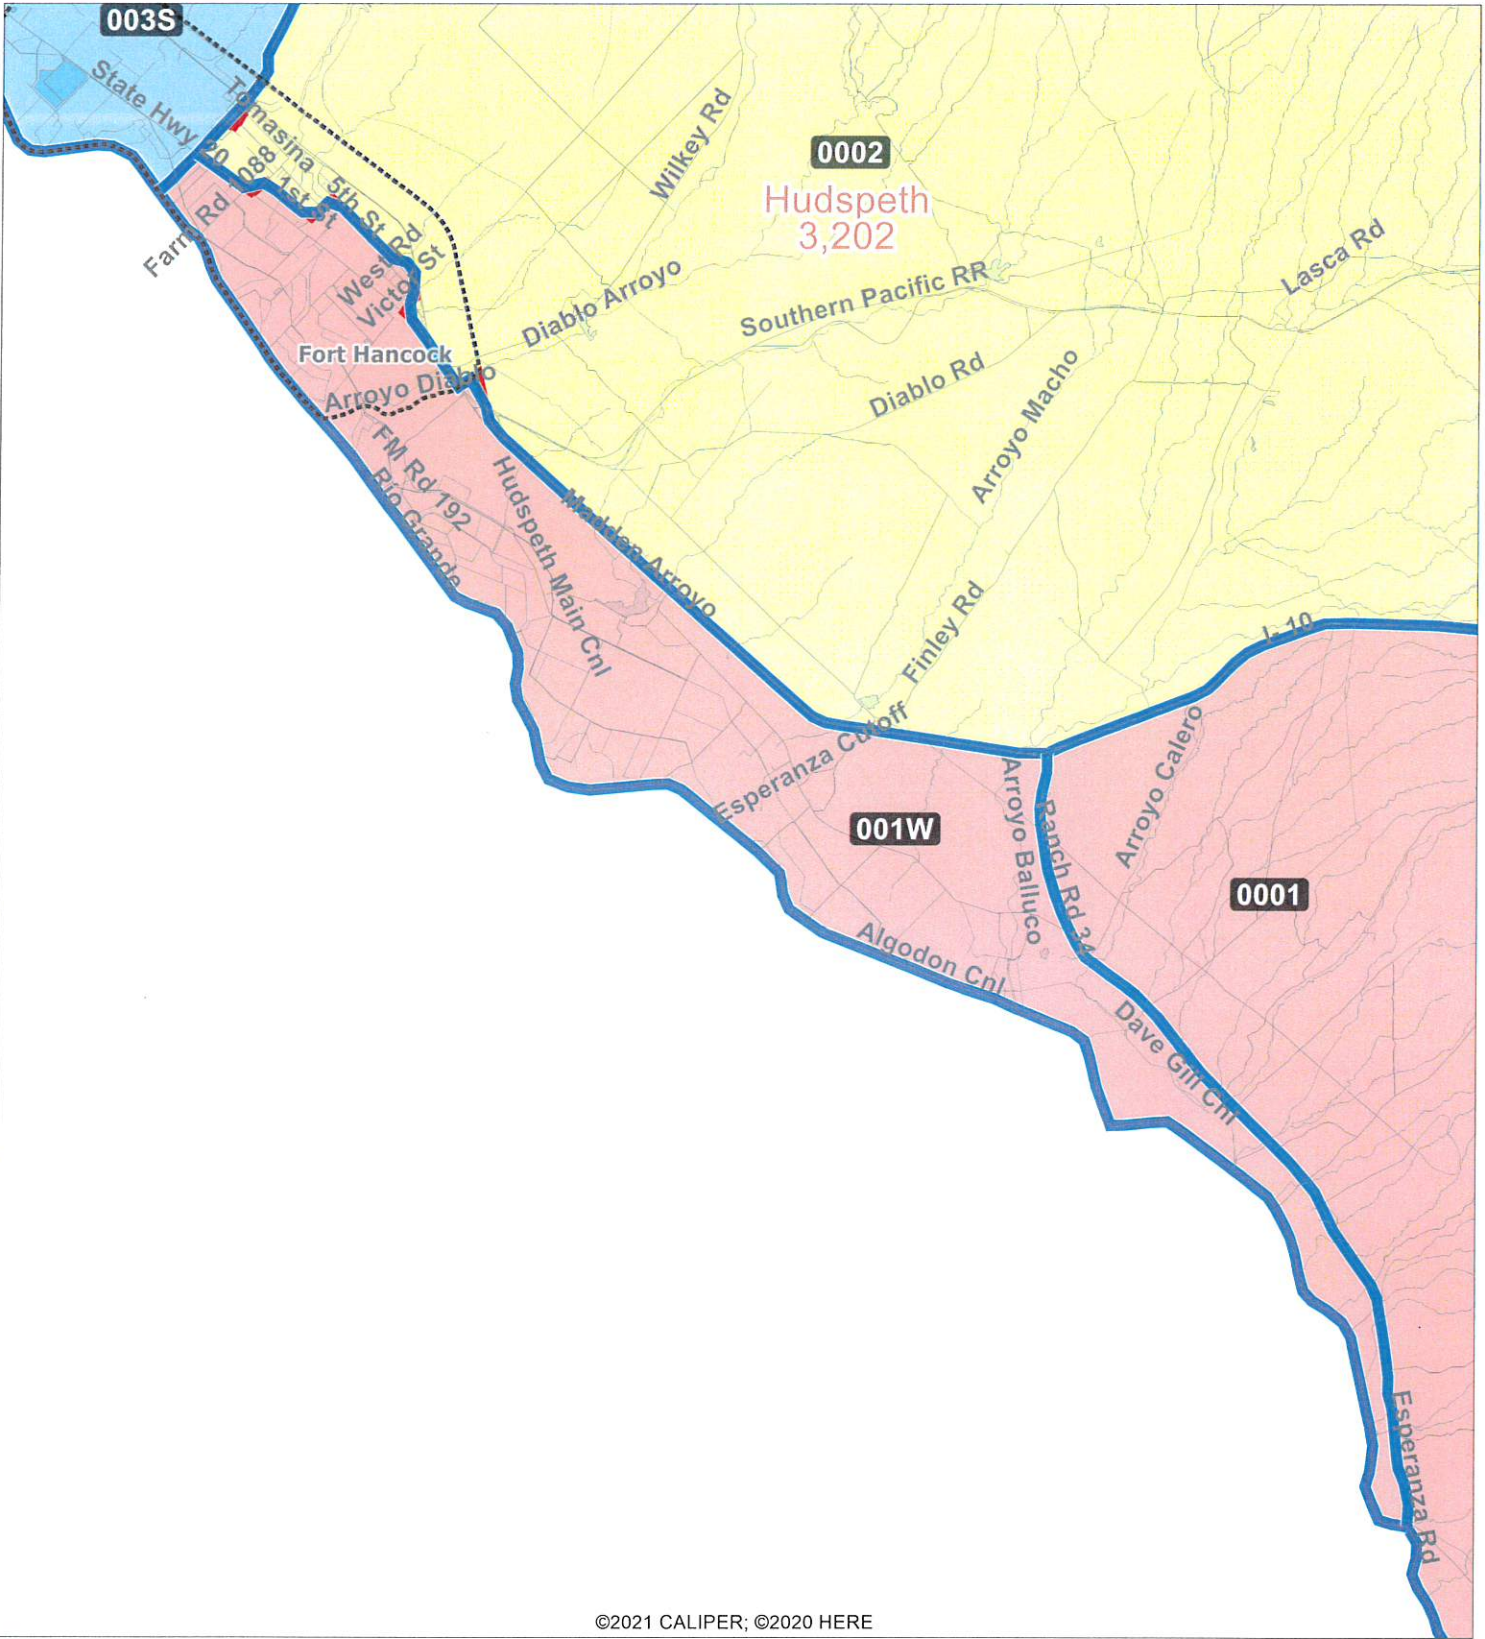 003S
State Hwy 20
Tomasina
Farm Rd 1088
1st St
5th St
West Rd
Victor St
Wilkey Rd
0002
Hudspeth
3,202
Lasca Rd
Diablo Arroyo
Southern Pacific RR
Fort Hancock
Arroyo Diablo
Diablo Rd
Arroyo Macho
FM Rd 192
Rio Grande
Hudspeth Main Cnl
Madden Arroyo
Finley Rd
I- 10
Esperanza Cutoff
Arroyo Calero
Arroyo Balluco
Ranch Rd 34
001W
0001
Algodon Cnl
Dave Gill Cnl
Esperanza Rd
©2021 CALIPER; ©2020 HERE